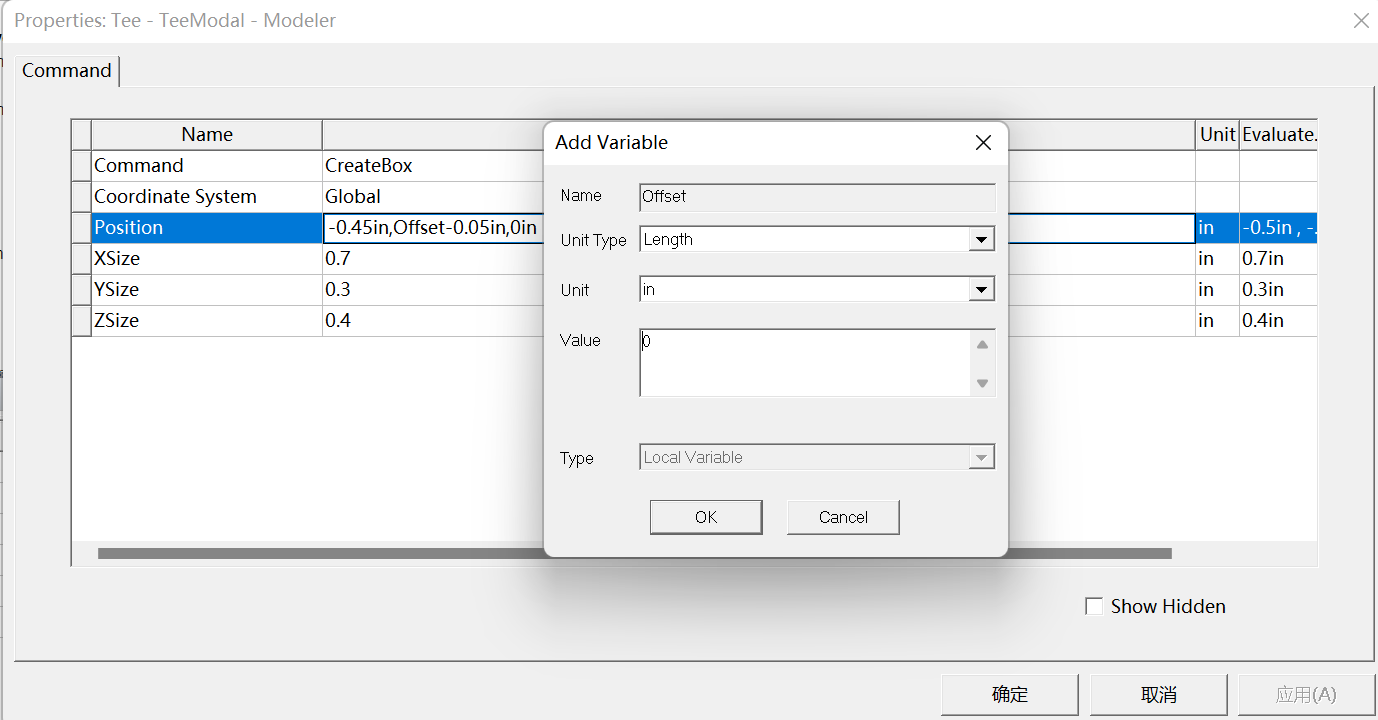 Properties: Tee - TeeModal - Modeler
Command
Name Unit Evaluate.
Command CreateBox
Coordinate System Global
Position -0.45in,Offset-0.05in,0in in -0.5in , -.
XSize 0.7 in 0.7in
YSize 0.3 in 0.3in
ZSize 0.4 in 0.4in
Add Variable
Name Offset
Unit Type Length
Unit in
Value 0
Type Local Variable
OK Cancel
Show Hidden
确定 取消 应用(A)